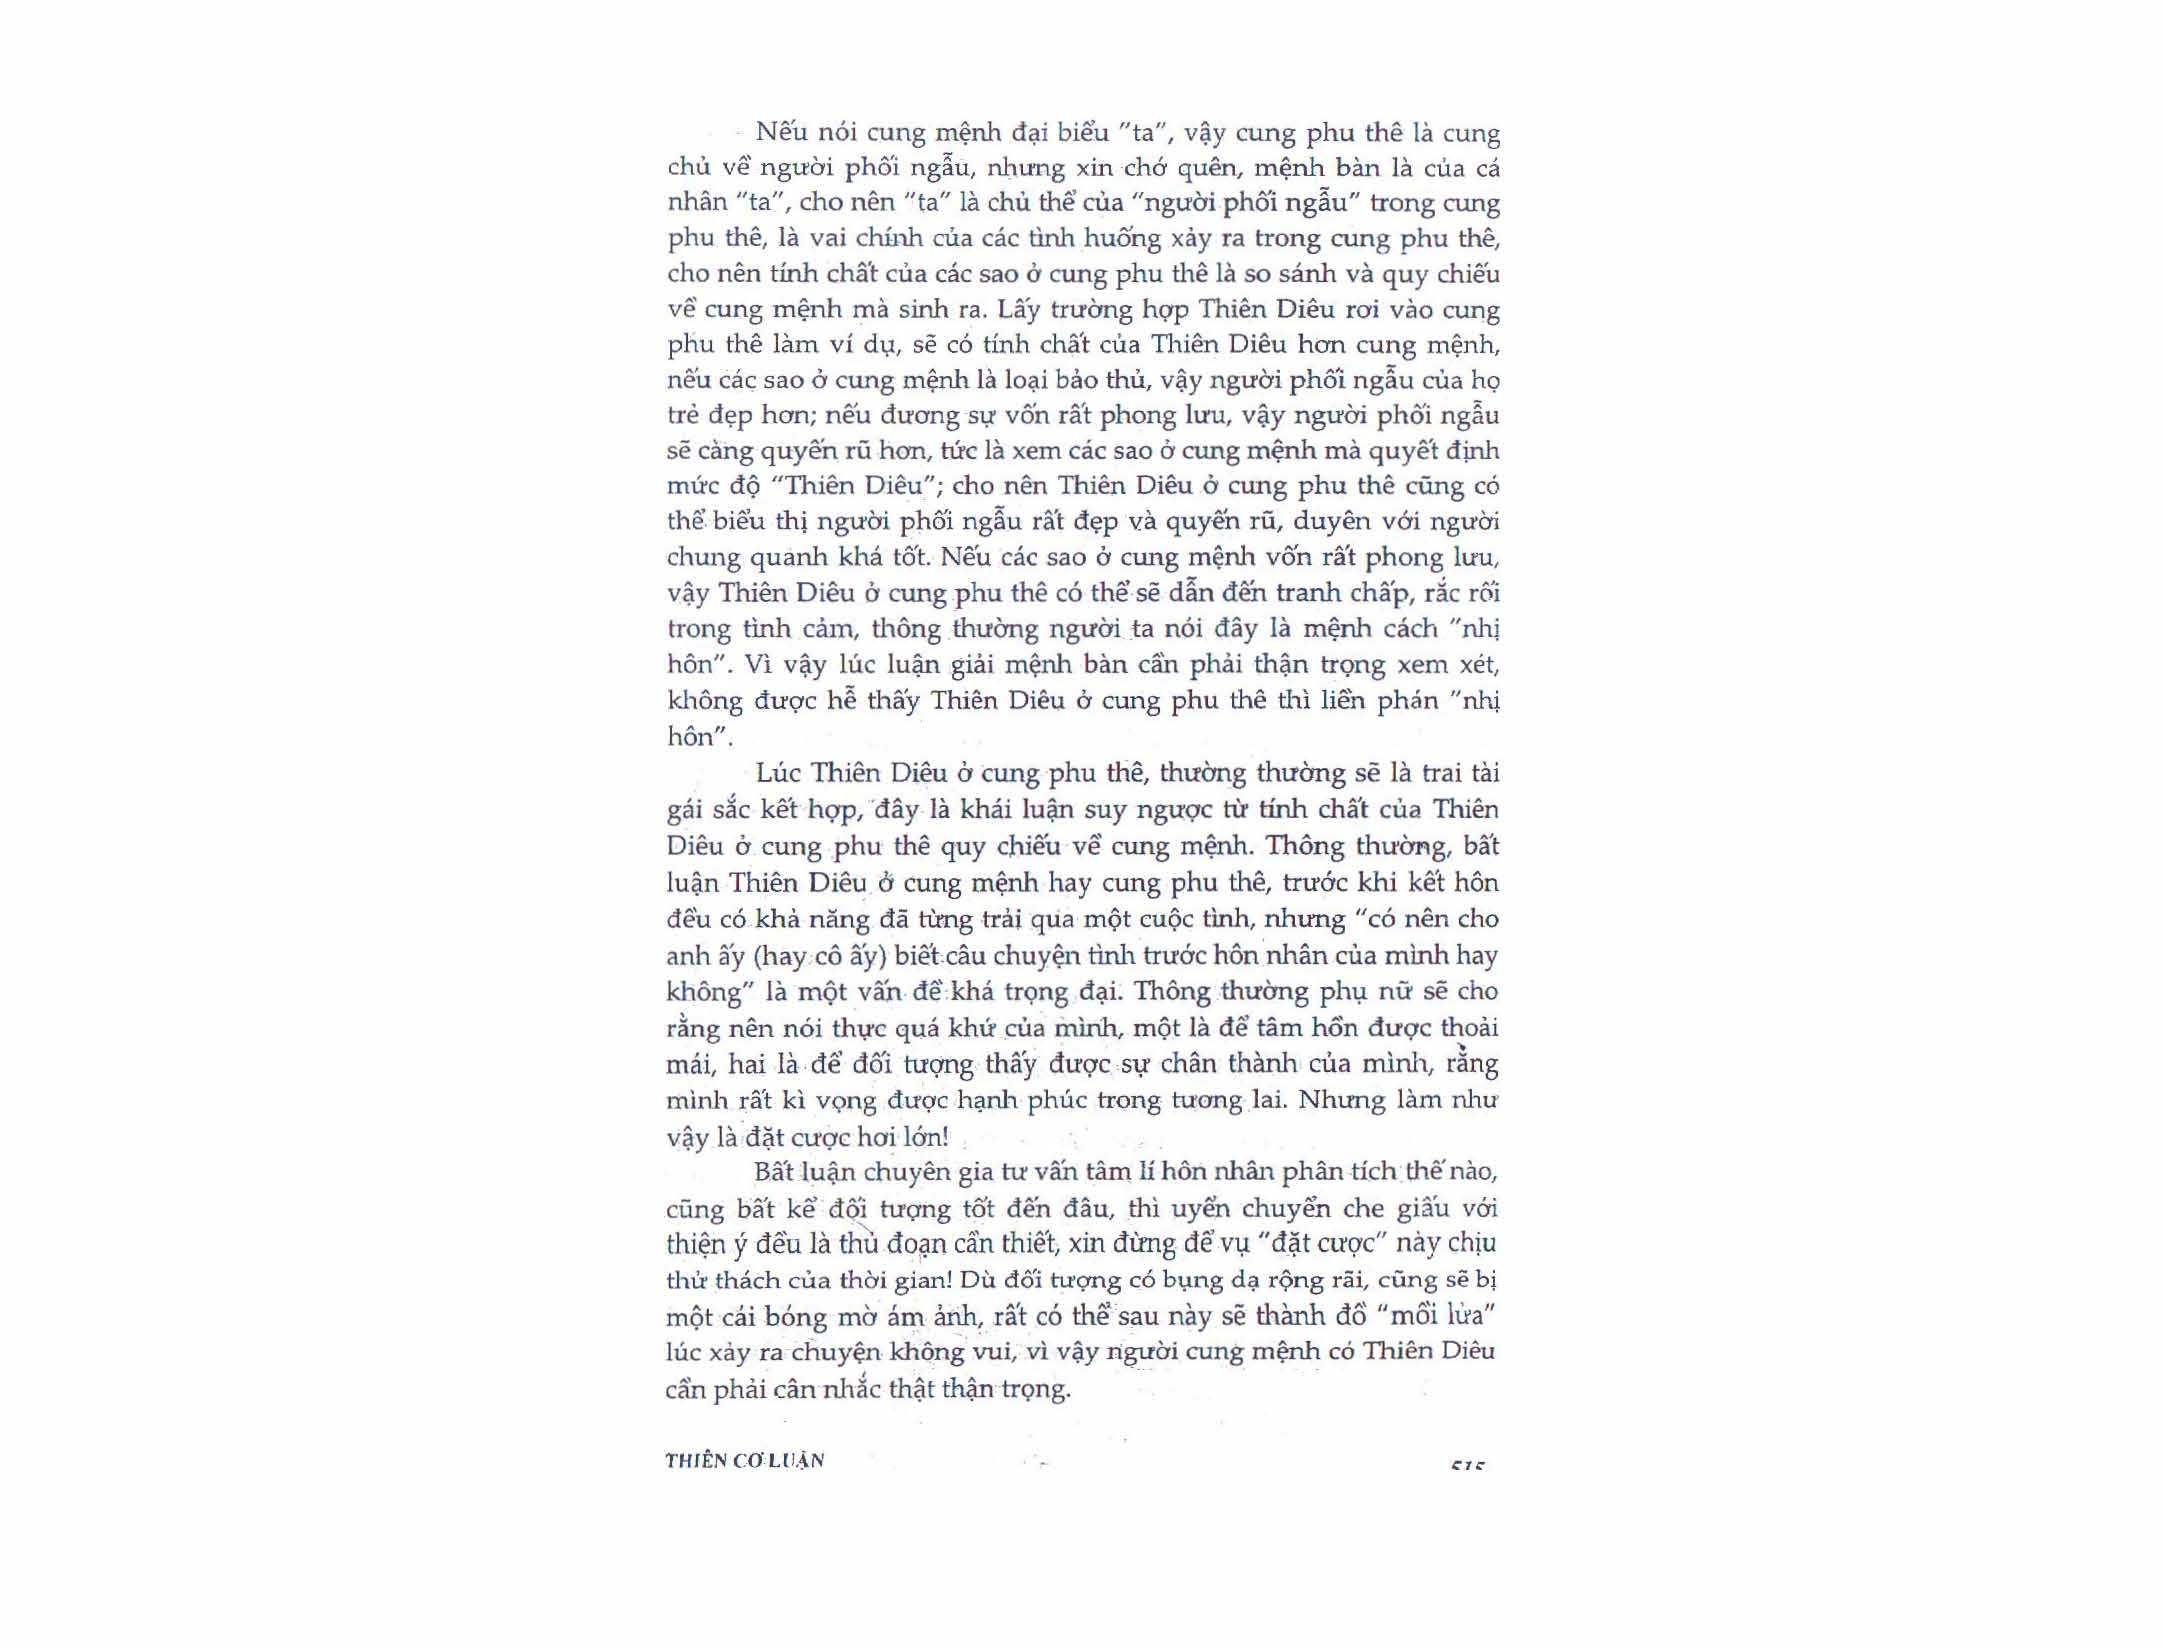 Nếu nói cung mệnh đại biểu "ta", vậy cung phu thê là cung
chủ về người phối ngẫu, nhưng xin chớ quên, mệnh bàn là của cá
nhân "ta", cho nên "ta" là chủ thể của "người phối ngẫu" trong cung
phu thê, là vai chính của các tình huống xảy ra trong cung phu thê,
cho nên tính chất của các sao ở cung phu thê là so sánh và quy chiếu
về cung mệnh mà sinh ra. Lấy trường hợp Thiên Diêu rơi vào cung
phu thê làm ví dụ, sẽ có tính chất của Thiên Diêu hơn cung mệnh,
nếu các sao ở cung mệnh là loại bảo thủ, vậy người phối ngẫu của họ
trẻ đẹp hơn; nếu đương sự vốn rất phong lưu, vậy người phối ngẫu
sẽ càng quyến rũ hơn, tức là xem các sao ở cung mệnh mà quyết định
mức độ "Thiên Diêu"; cho nên Thiên Diêu ở cung phu thê cũng có
thể biểu thị người phối ngẫu rất đẹp và quyến rũ, duyên với người
chung quanh khá tốt. Nếu các sao ở cung mệnh vốn rất phong lưu,
vậy Thiên Diêu ở cung phu thê có thể sẽ dẫn đến tranh chấp, rắc rối
trong tình cảm, thông thường người ta nói đây là mệnh cách "nhị
hôn". Vì vậy lúc luận giải mệnh bàn cần phải thận trọng xem xét,
không được hễ thấy Thiên Diêu ở cung phu thê thì liền phán "nhị
hôn".
Lúc Thiên Diêu ở cung phu thê, thường thường sẽ là trai tài
gái sắc kết hợp, đây là khái luận suy ngược từ tính chất của Thiên
Diêu ở cung phu thê quy chiếu về cung mệnh. Thông thường, bất
luận Thiên Diêu ở cung mệnh hay cung phu thê, trước khi kết hôn
đều có khả năng đã từng trải qua một cuộc tình, nhưng "có nên cho
anh ấy (hay cô ấy) biết câu chuyện tình trước hôn nhân của mình hay
không" là một vấn đề khá trọng đại. Thông thường phụ nữ sẽ cho
rằng nên nói thực quá khứ của mình, một là để tâm hồn được thoải
mái, hai là để đối tượng thấy được sự chân thành của mình, rằng
mình rất kì vọng được hạnh phúc trong tương lai. Nhưng làm như
vậy là đặt cược hơi lớn!
Bất luận chuyên gia tư vấn tâm lí hôn nhân phân tích thế nào,
cũng bất kể đối tượng tốt đến đâu, thì uyển chuyển che giấu với
thiện ý đều là thủ đoạn cần thiết, xin đừng để vụ "đặt cược" này chịu
thử thách của thời gian! Dù đối tượng có bụng dạ rộng rãi, cũng sẽ bị
một cái bóng mờ ám ảnh, rất có thể sau này sẽ thành đồ "mồi lửa"
lúc xảy ra chuyện không vui, vì vậy người cung mệnh có Thiên Diêu
cần phải cân nhắc thật thận trọng.
THIÊN CƠ LUẬN